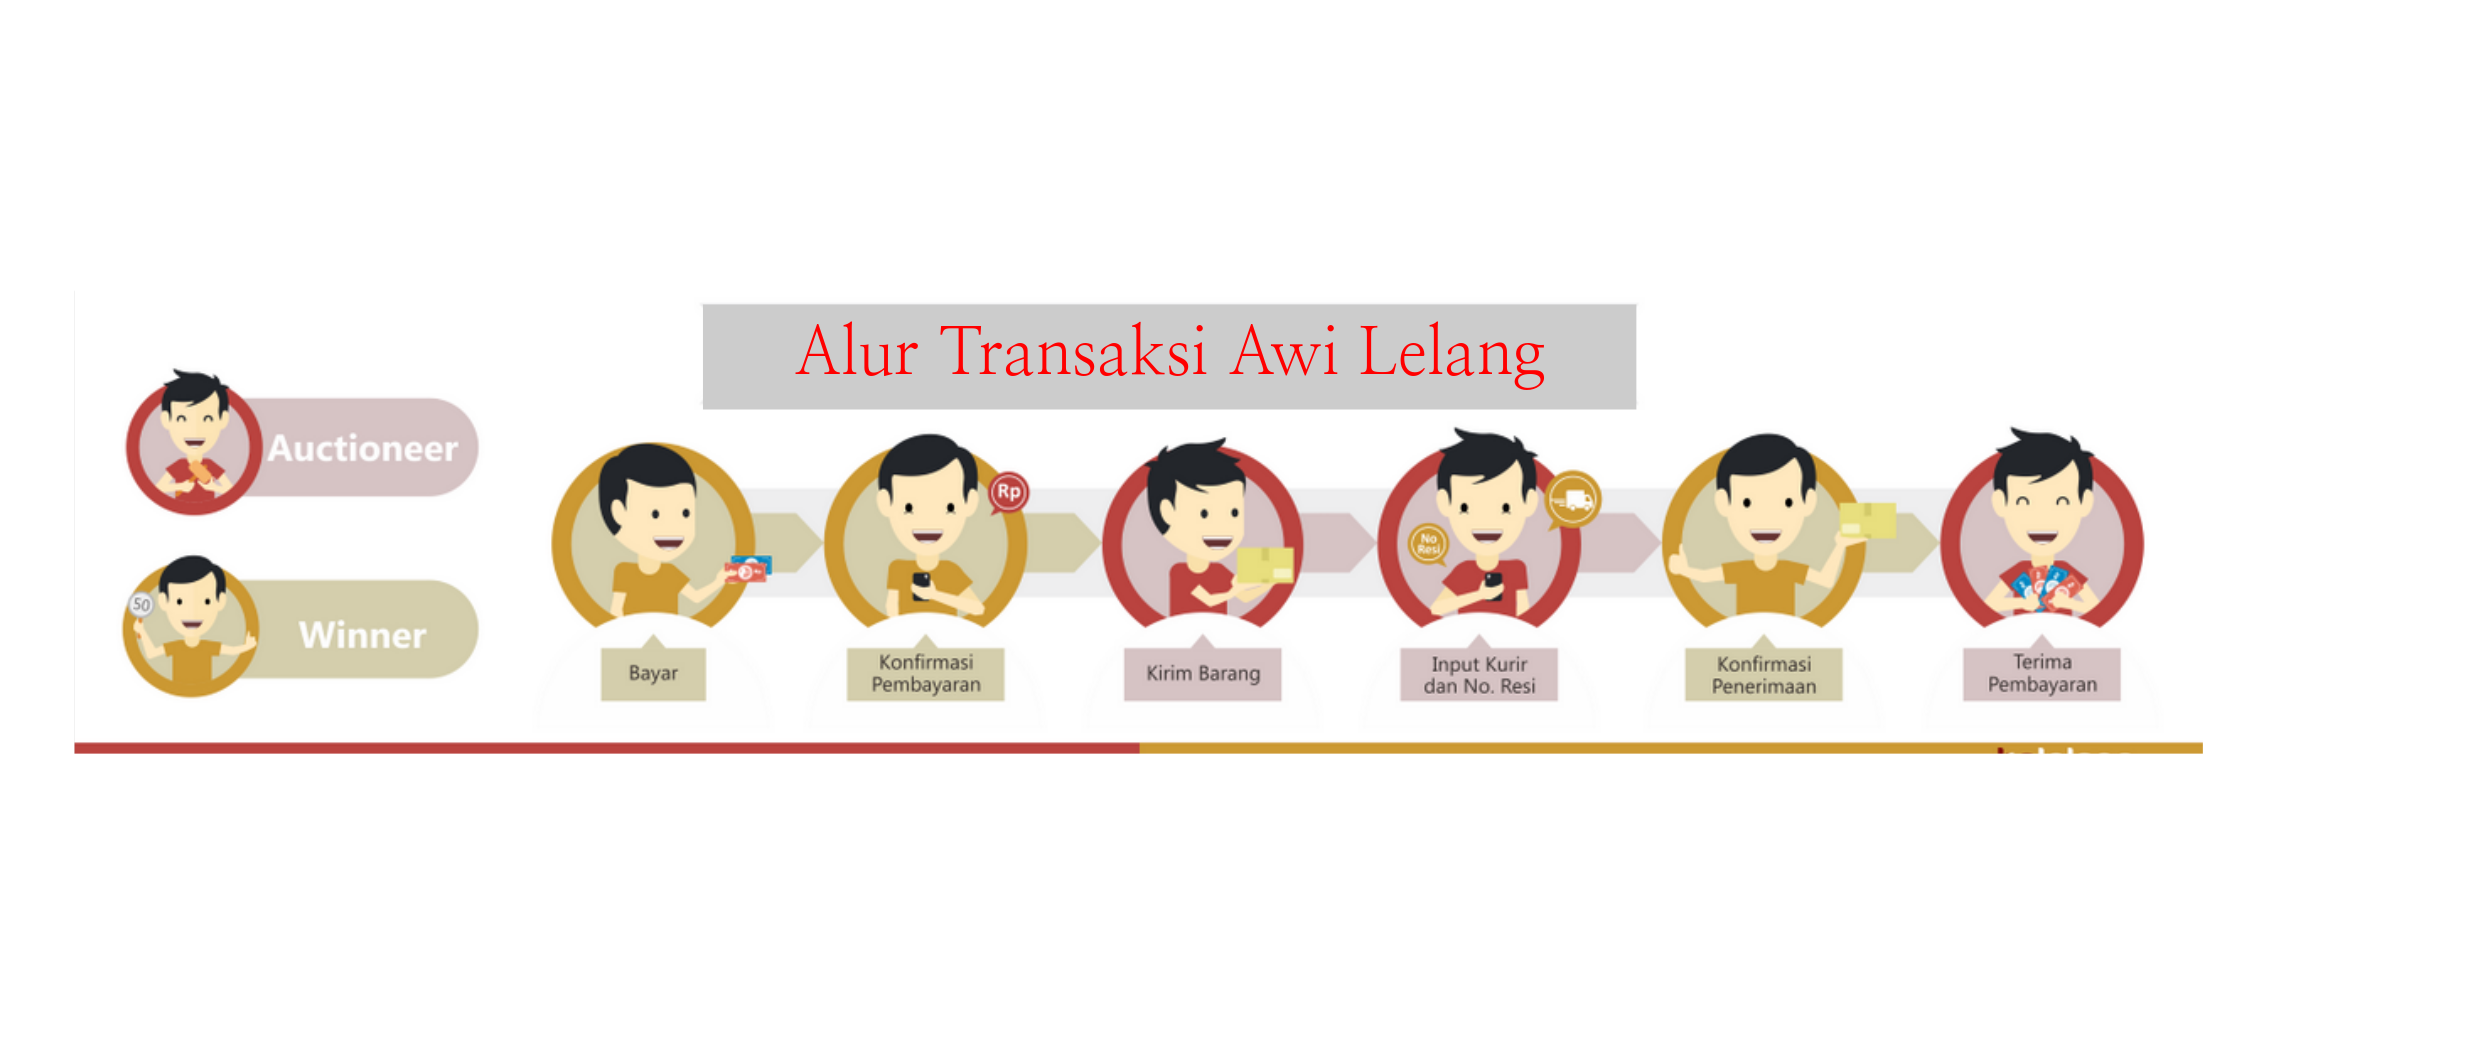 Alur Transaksi Awi Lelang
Auctioneer
50
Winner
Rp
No
Resi
Bayar
Konfirmasi
Pembayaran
Kirim Barang
Input Kurir
dan No. Resi
Konfirmasi
Penerimaan
Terima
Pembayaran